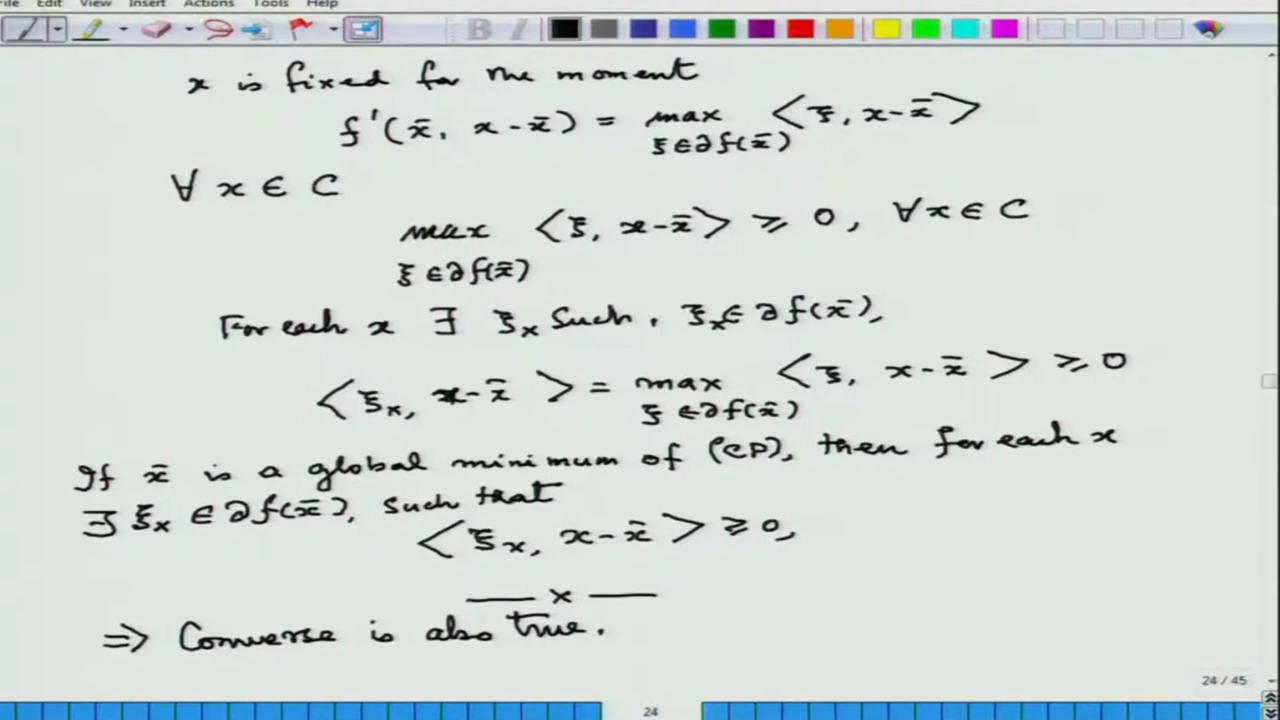 File Edit View Insert Actions Tools Help
x is fixed for the moment
f'(x̄, x-x̄) = max ⟨ξ, x-x̄⟩
ξ∈∂f(x̄)
∀ x ∈ C
max ⟨ξ, x-x̄⟩ ≥ 0, ∀x ∈ C
ξ∈∂f(x̄)
For each x ∃ ξₓ Such, ξₓ∈ ∂f(x̄),
⟨ξₓ, x-x̄⟩ = max ⟨ξ, x-x̄⟩ ≥ 0
ξ∈∂f(x̄)
If x̄ is a global minimum of (CP), then for each x
∃ ξₓ ∈ ∂f(x̄), such that
⟨ξₓ, x-x̄⟩ ≥ 0,
— x —
⇒ Converse is also true.
24 / 45
24